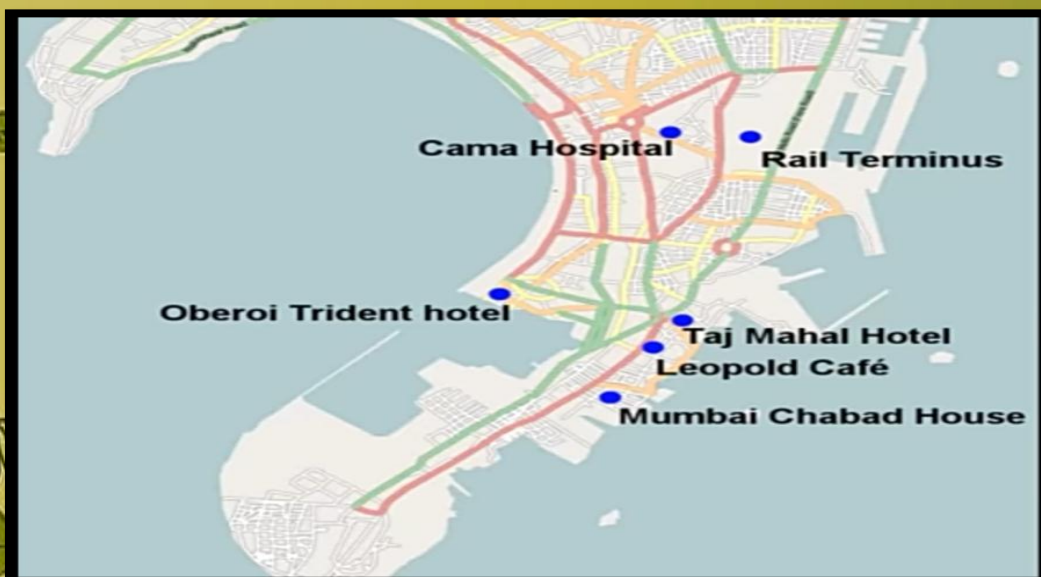 Cama Hospital
Rail Terminus
Oberoi Trident hotel
Taj Mahal Hotel
Leopold Café
Mumbai Chabad House